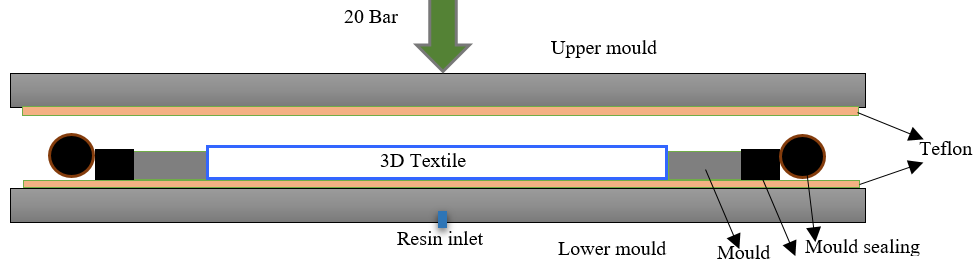 20 Bar
Upper mould
Teflon
3D Textile
Resin inlet
Lower mould
Mould
Mould sealing